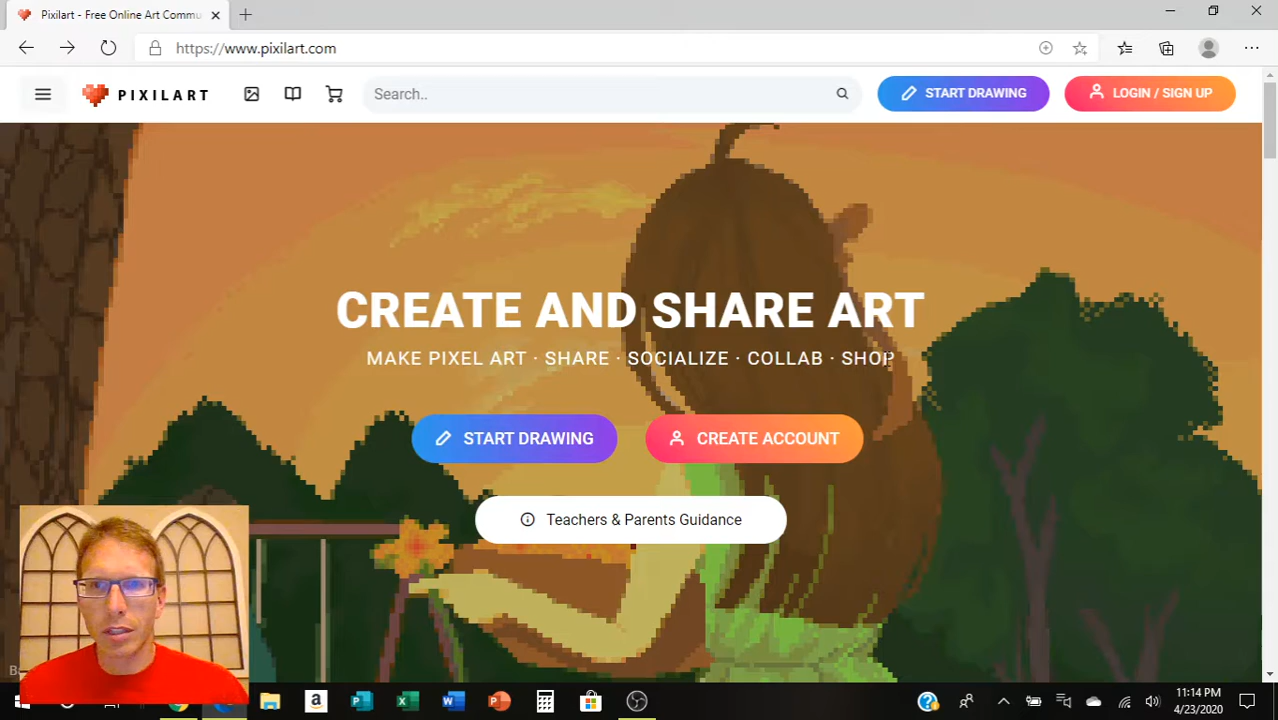 Pixilart - Free Online Art Commu
https://www.pixilart.com
PIXILART
Search..
START DRAWING
LOGIN / SIGN UP
CREATE AND SHARE ART
MAKE PIXEL ART · SHARE · SOCIALIZE · COLLAB · SHOP
START DRAWING
CREATE ACCOUNT
Teachers & Parents Guidance
11:14 PM
4/23/2020